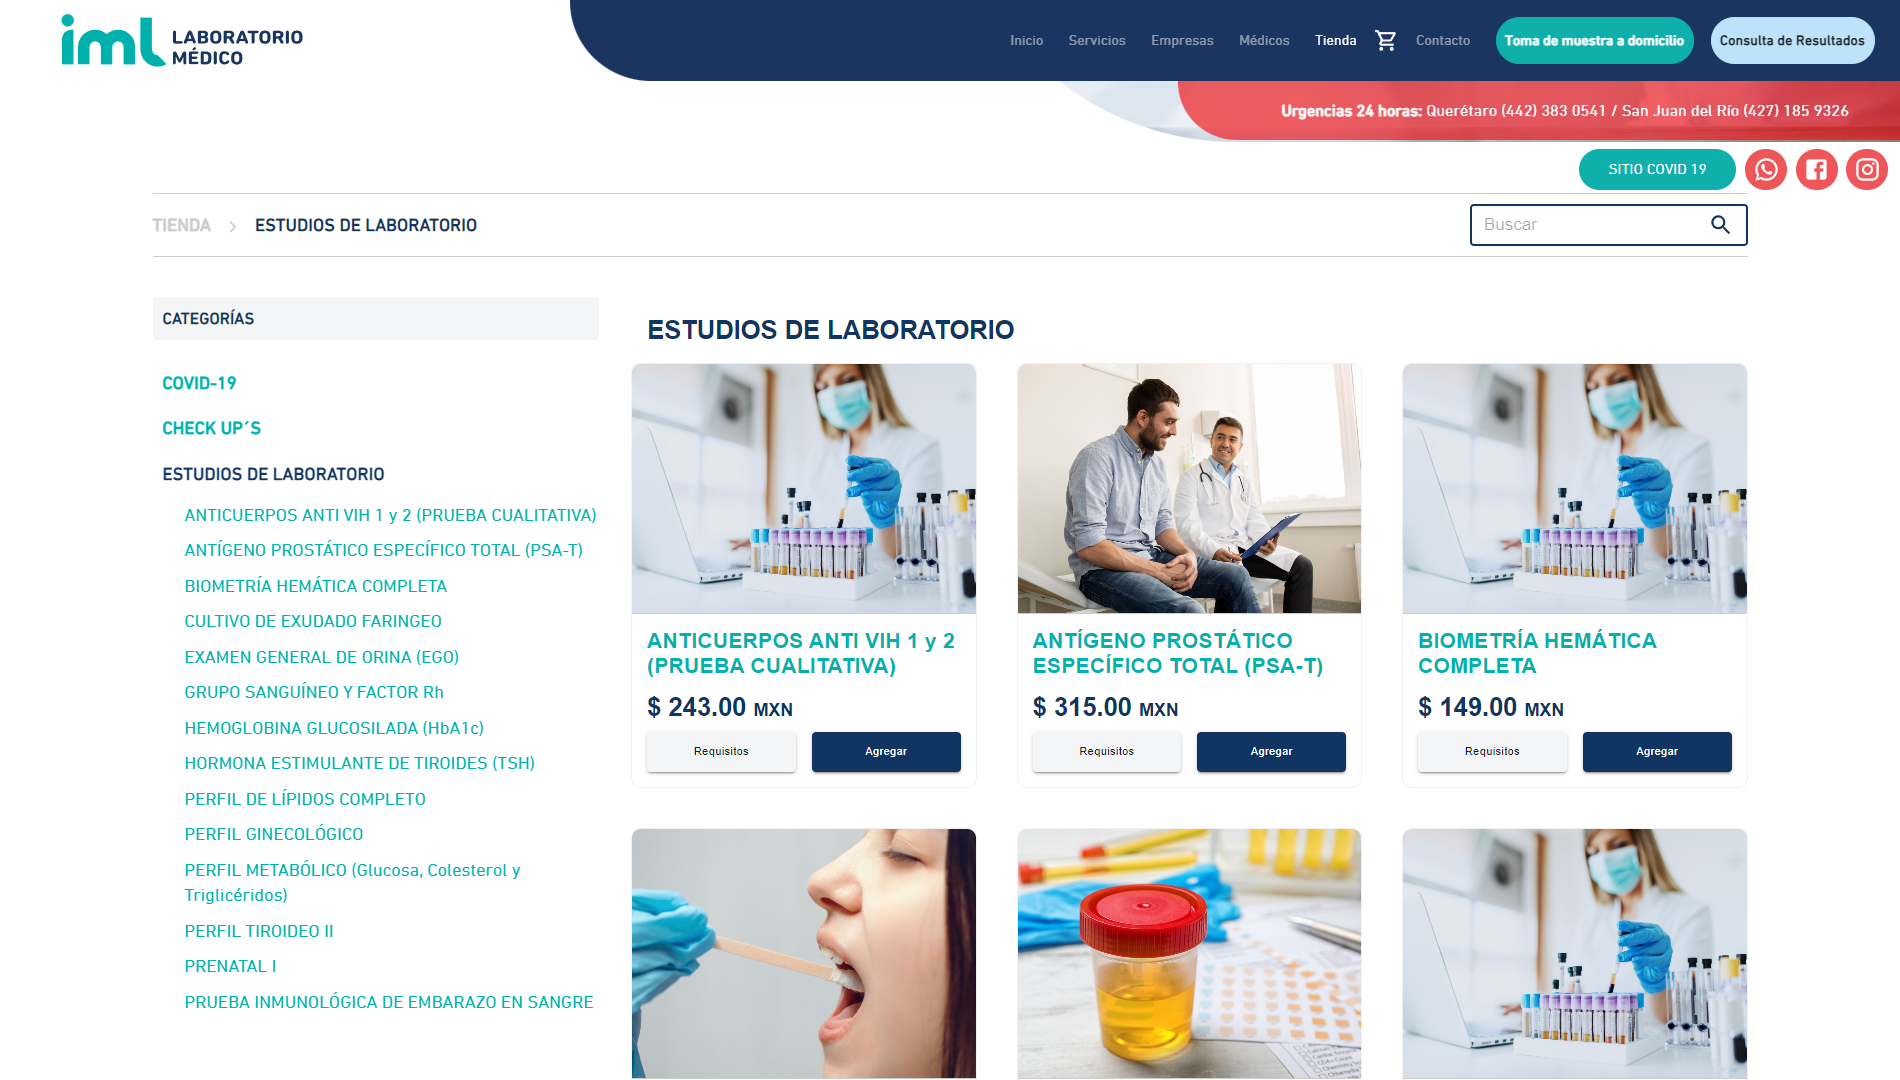 iml LABORATORIO
MÉDICO
Inicio Servicios Empresas Médicos Tienda Contacto Toma de muestra a domicilio Consulta de Resultados
Urgencias 24 horas: Querétaro (442) 383 0541 / San Juan del Río (427) 185 9326
SITIO COVID 19
TIENDA > ESTUDIOS DE LABORATORIO
Buscar
CATEGORÍAS
COVID-19
CHECK UP´S
ESTUDIOS DE LABORATORIO
ANTICUERPOS ANTI VIH 1 y 2 (PRUEBA CUALITATIVA)
ANTÍGENO PROSTÁTICO ESPECÍFICO TOTAL (PSA-T)
BIOMETRÍA HEMÁTICA COMPLETA
CULTIVO DE EXUDADO FARINGEO
EXAMEN GENERAL DE ORINA (EGO)
GRUPO SANGUÍNEO Y FACTOR Rh
HEMOGLOBINA GLUCOSILADA (HbA1c)
HORMONA ESTIMULANTE DE TIROIDES (TSH)
PERFIL DE LÍPIDOS COMPLETO
PERFIL GINECOLÓGICO
PERFIL METABÓLICO (Glucosa, Colesterol y
Triglicéridos)
PERFIL TIROIDEO II
PRENATAL I
PRUEBA INMUNOLÓGICA DE EMBARAZO EN SANGRE
ESTUDIOS DE LABORATORIO
ANTICUERPOS ANTI VIH 1 y 2
(PRUEBA CUALITATIVA)
$ 243.00 MXN
Requisitos Agregar
ANTÍGENO PROSTÁTICO
ESPECÍFICO TOTAL (PSA-T)
$ 315.00 MXN
Requisitos Agregar
BIOMETRÍA HEMÁTICA
COMPLETA
$ 149.00 MXN
Requisitos Agregar